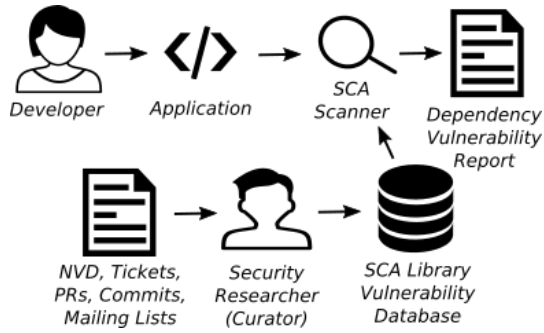 Developer
Application
SCA
Scanner
Dependency
Vulnerability
Report
NVD, Tickets,
PRs, Commits,
Mailing Lists
Security
Researcher
(Curator)
SCA Library
Vulnerability
Database